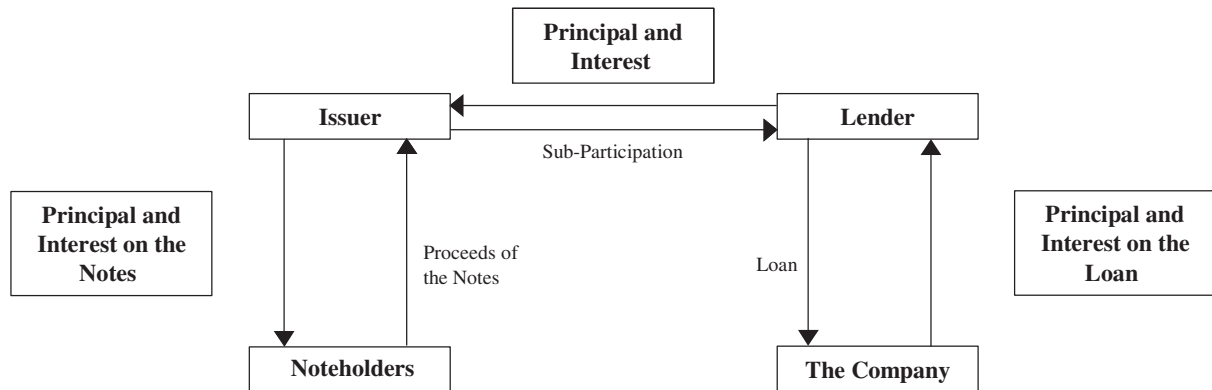 Principal and
Interest
Issuer
Lender
Sub-Participation
Principal and
Interest on the
Notes
Proceeds of
the Notes
Loan
Principal and
Interest on the
Loan
Noteholders
The Company